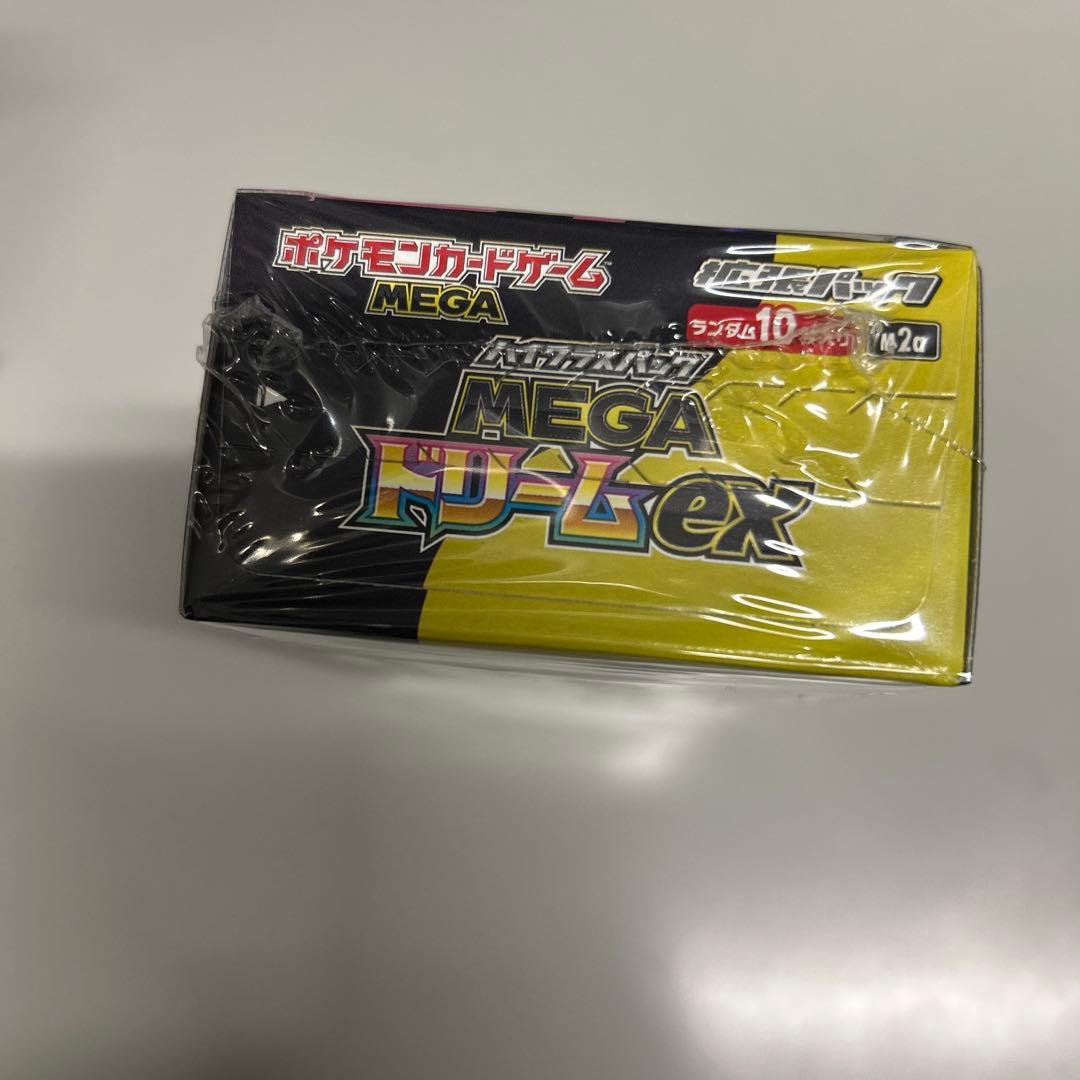 ポケモンカードゲーム
MEGA
拡張パック
ランダム10
M2a
ハイクラスパック
MEGA
ドリームex